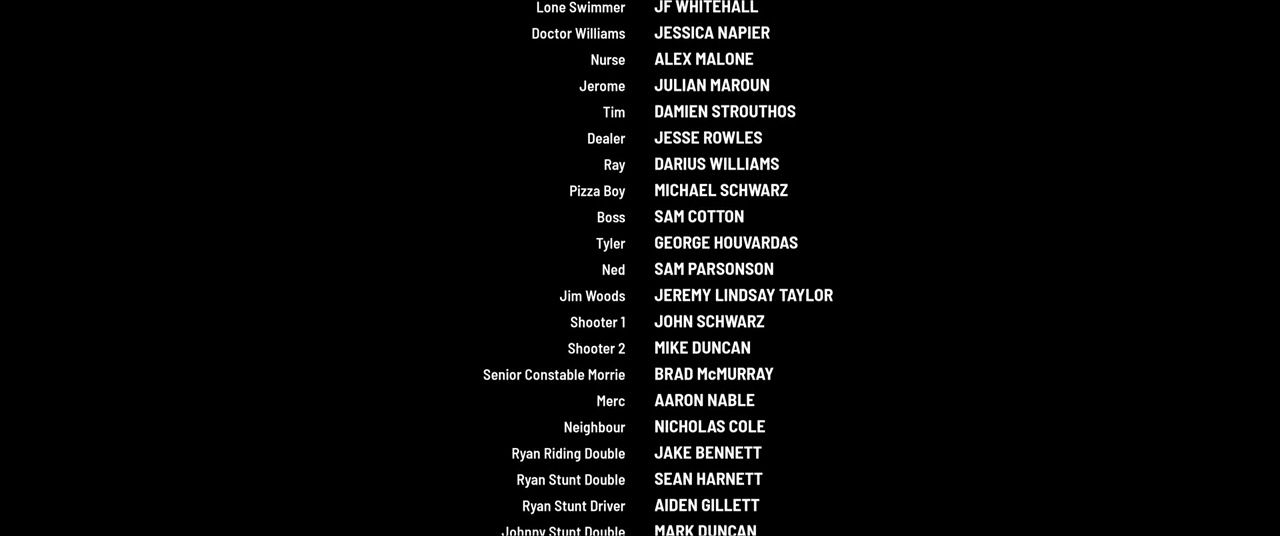 Lone Swimmer JF WHITEHALL
Doctor Williams JESSICA NAPIER
Nurse ALEX MALONE
Jerome JULIAN MAROUN
Tim DAMIEN STROUTHOS
Dealer JESSE ROWLES
Ray DARIUS WILLIAMS
Pizza Boy MICHAEL SCHWARZ
Boss SAM COTTON
Tyler GEORGE HOUVARDAS
Ned SAM PARSONSON
Jim Woods JEREMY LINDSAY TAYLOR
Shooter 1 JOHN SCHWARZ
Shooter 2 MIKE DUNCAN
Senior Constable Morrie BRAD McMURRAY
Merc AARON NABLE
Neighbour NICHOLAS COLE
Ryan Riding Double JAKE BENNETT
Ryan Stunt Double SEAN HARNETT
Ryan Stunt Driver AIDEN GILLETT
Johnny Stunt Double MARK DUNCAN